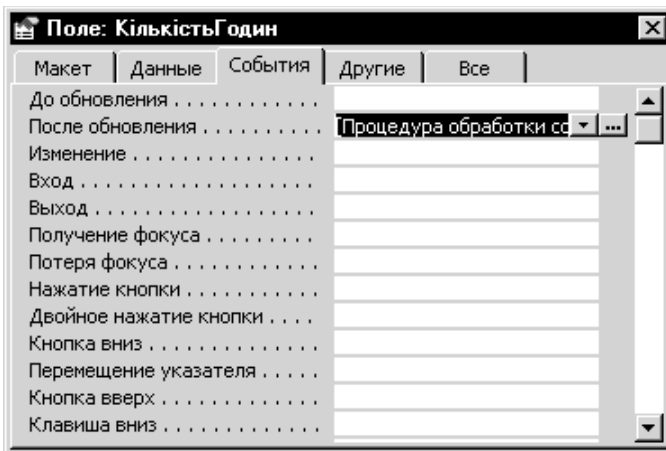 Поле: КількістьГодин
Макет Данные События Другие Все
До обновления . . . . . . . . . . . .
После обновления . . . . . . . . . . [Процедура обработки со ...
Изменение . . . . . . . . . . . . . . .
Вход . . . . . . . . . . . . . . . . . . .
Выход . . . . . . . . . . . . . . . . . .
Получение фокуса . . . . . . . . .
Потеря фокуса . . . . . . . . . . . .
Нажатие кнопки . . . . . . . . . . .
Двойное нажатие кнопки . . . .
Кнопка вниз . . . . . . . . . . . . . .
Перемещение указателя . . . . .
Кнопка вверх . . . . . . . . . . . . .
Клавиша вниз . . . . . . . . . . . . .